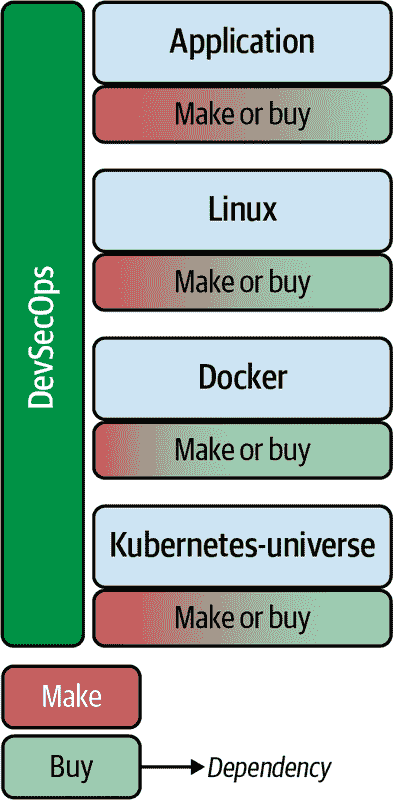 DevSecOps
Application
Make or buy
Linux
Make or buy
Docker
Make or buy
Kubernetes-universe
Make or buy
Make
Buy
Dependency